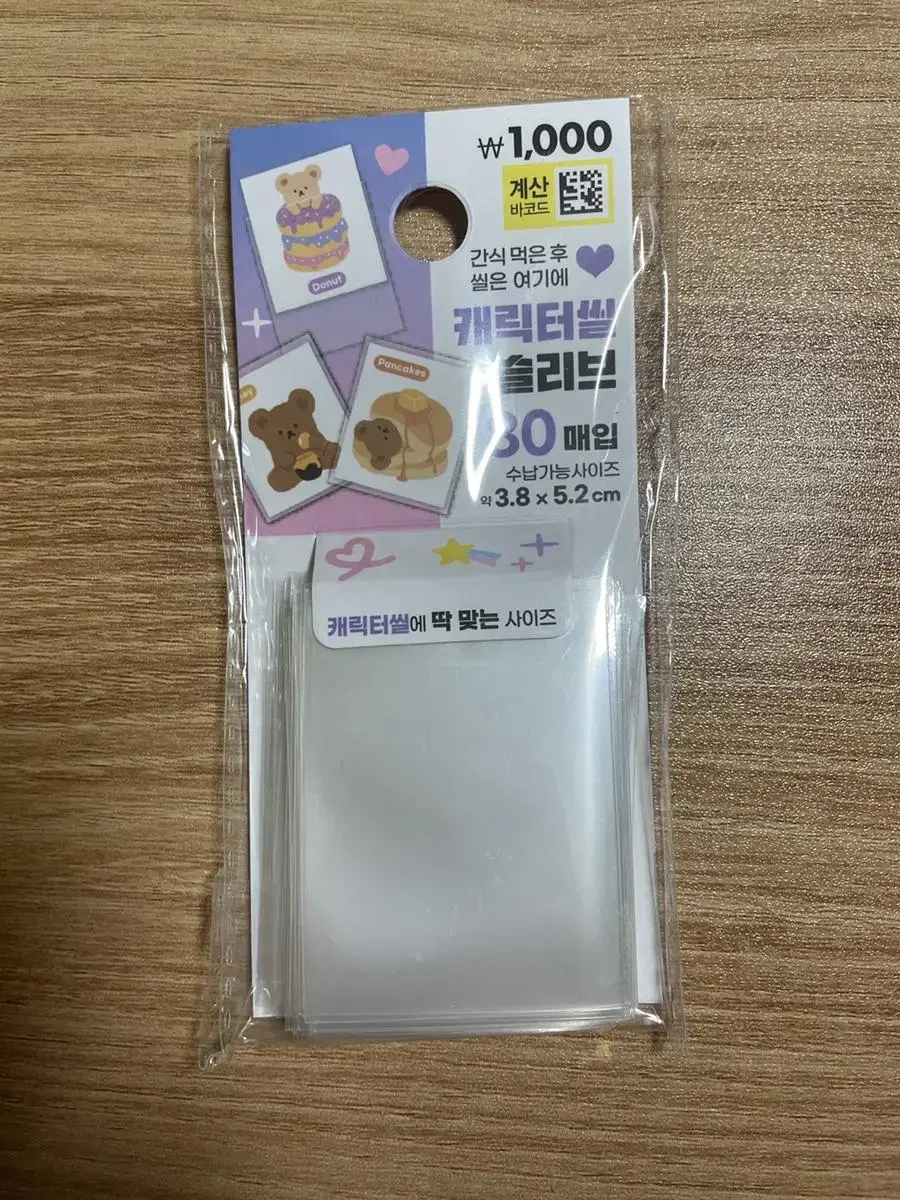 ₩1,000
계산
바코드
간식 먹은 후
씰은 여기에
캐릭터씰
슬리브
매입
수납가능사이즈
약 3.8 × 5.2 cm
Donut
Pancakes
캐릭터씰에 딱 맞는 사이즈